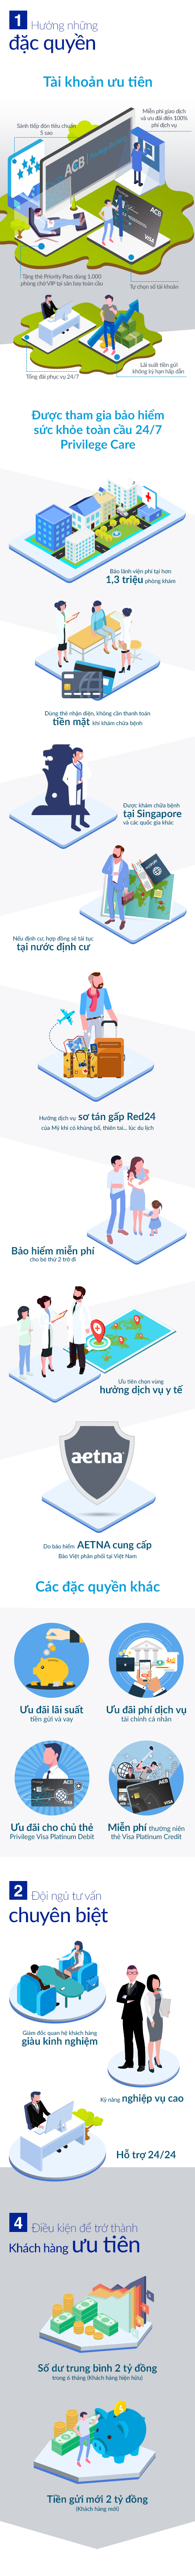 1 Hưởng những
đặc quyền
Tài khoản ưu tiên
Miễn phí giao dịch
và ưu đãi đến 100%
phí dịch vụ
Sảnh tiếp đón tiêu chuẩn
5 sao
ACB
ACB
VISA
Tặng thẻ Priority Pass dùng 1.000
phòng chờ VIP tại sân bay toàn cầu
Tự chọn số tài khoản
Lãi suất tiền gửi
không kỳ hạn hấp dẫn
Tổng đài phục vụ 24/7
Được tham gia bảo hiểm
sức khỏe toàn cầu 24/7
Privilege Care
Bảo lãnh viện phí tại hơn
1,3 triệu phòng khám
Dùng thẻ nhận diện, không cần thanh toán
tiền mặt khi khám chữa bệnh
Được khám chữa bệnh
tại Singapore
và các quốc gia khác
Nếu định cư, hợp đồng sẽ tái tục
tại nước định cư
Hưởng dịch vụ sơ tán gấp Red24
của Mỹ khi có khủng bố, thiên tai... lúc du lịch
Bảo hiểm miễn phí
cho bé thứ 2 trở đi
Ưu tiên chọn vùng
hưởng dịch vụ y tế
aetna
Do bảo hiểm AETNA cung cấp
Bảo Việt phân phối tại Việt Nam
Các đặc quyền khác
Ưu đãi lãi suất
tiền gửi và vay
Ưu đãi phí dịch vụ
tài chính cá nhân
ACB
VISA
ACB
VISA
Ưu đãi cho chủ thẻ
Privilege Visa Platinum Debit
Miễn phí thường niên
thẻ Visa Platinum Credit
2 Đội ngũ tư vấn
chuyên biệt
Giám đốc quan hệ khách hàng
giàu kinh nghiệm
Kỹ năng nghiệp vụ cao
Hỗ trợ 24/24
4 Điều kiện để trở thành
Khách hàng ưu tiên
Số dư trung bình 2 tỷ đồng
trong 6 tháng (Khách hàng hiện hữu)
Tiền gửi mới 2 tỷ đồng
(Khách hàng mới)